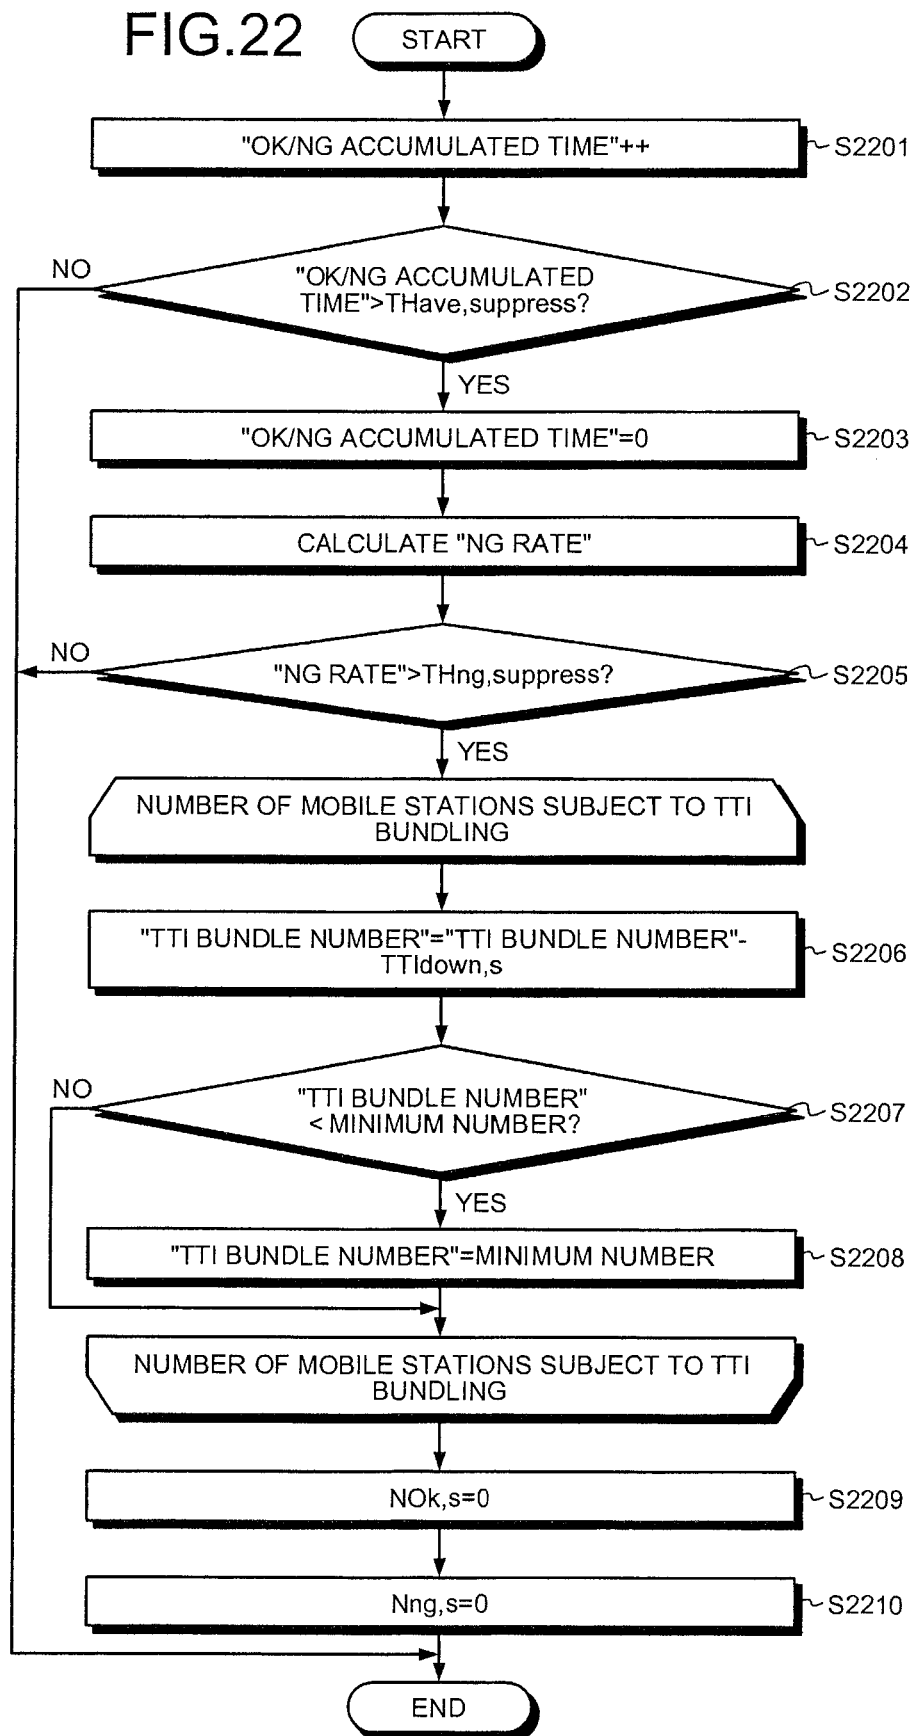 FIG.22
START
"OK/NG ACCUMULATED TIME"++
S2201
NO
"OK/NG ACCUMULATED
TIME">THave,suppress?
S2202
YES
"OK/NG ACCUMULATED TIME"=0
S2203
CALCULATE "NG RATE"
S2204
NO
"NG RATE">THng,suppress?
S2205
YES
NUMBER OF MOBILE STATIONS SUBJECT TO TTI
BUNDLING
"TTI BUNDLE NUMBER"="TTI BUNDLE NUMBER"-
TTIdown,s
S2206
NO
"TTI BUNDLE NUMBER"
< MINIMUM NUMBER?
S2207
YES
"TTI BUNDLE NUMBER"=MINIMUM NUMBER
S2208
NUMBER OF MOBILE STATIONS SUBJECT TO TTI
BUNDLING
NOk,s=0
S2209
Nng,s=0
S2210
END